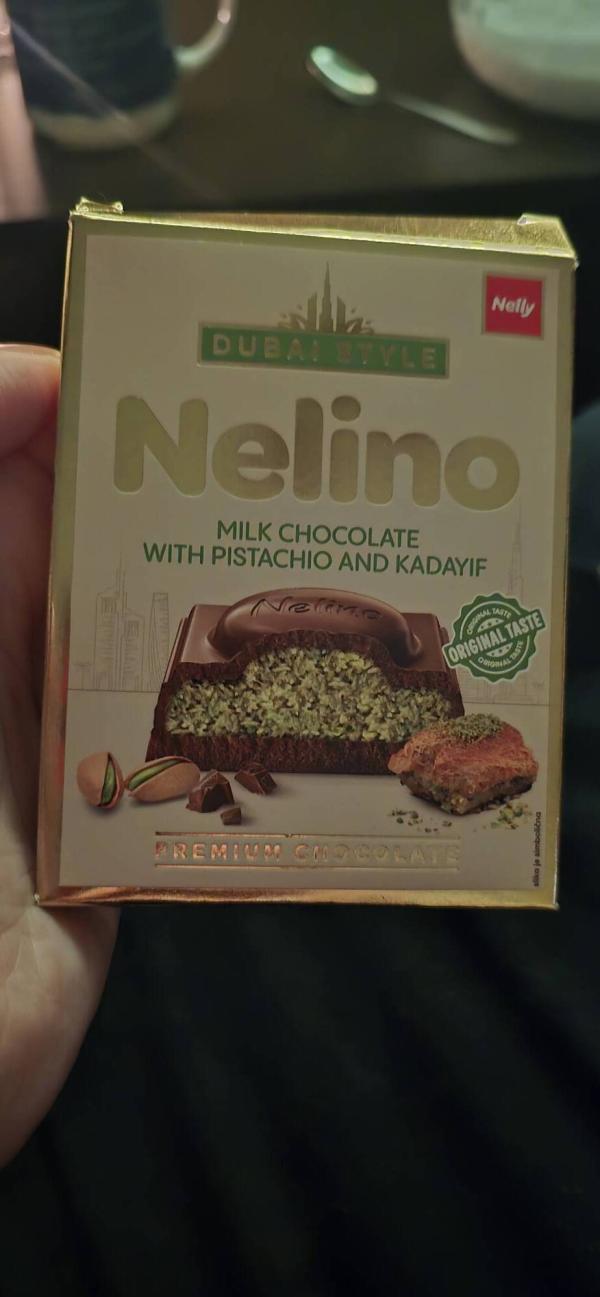 Nelly
DUBAI STYLE
Nelino
MILK CHOCOLATE
WITH PISTACHIO AND KADAYIF
Nelino
ORIGINAL TASTE
ORIGINAL TASTE
ORIGINAL TASTE
PREMIUM CHOCOLATE
slika je simbolična